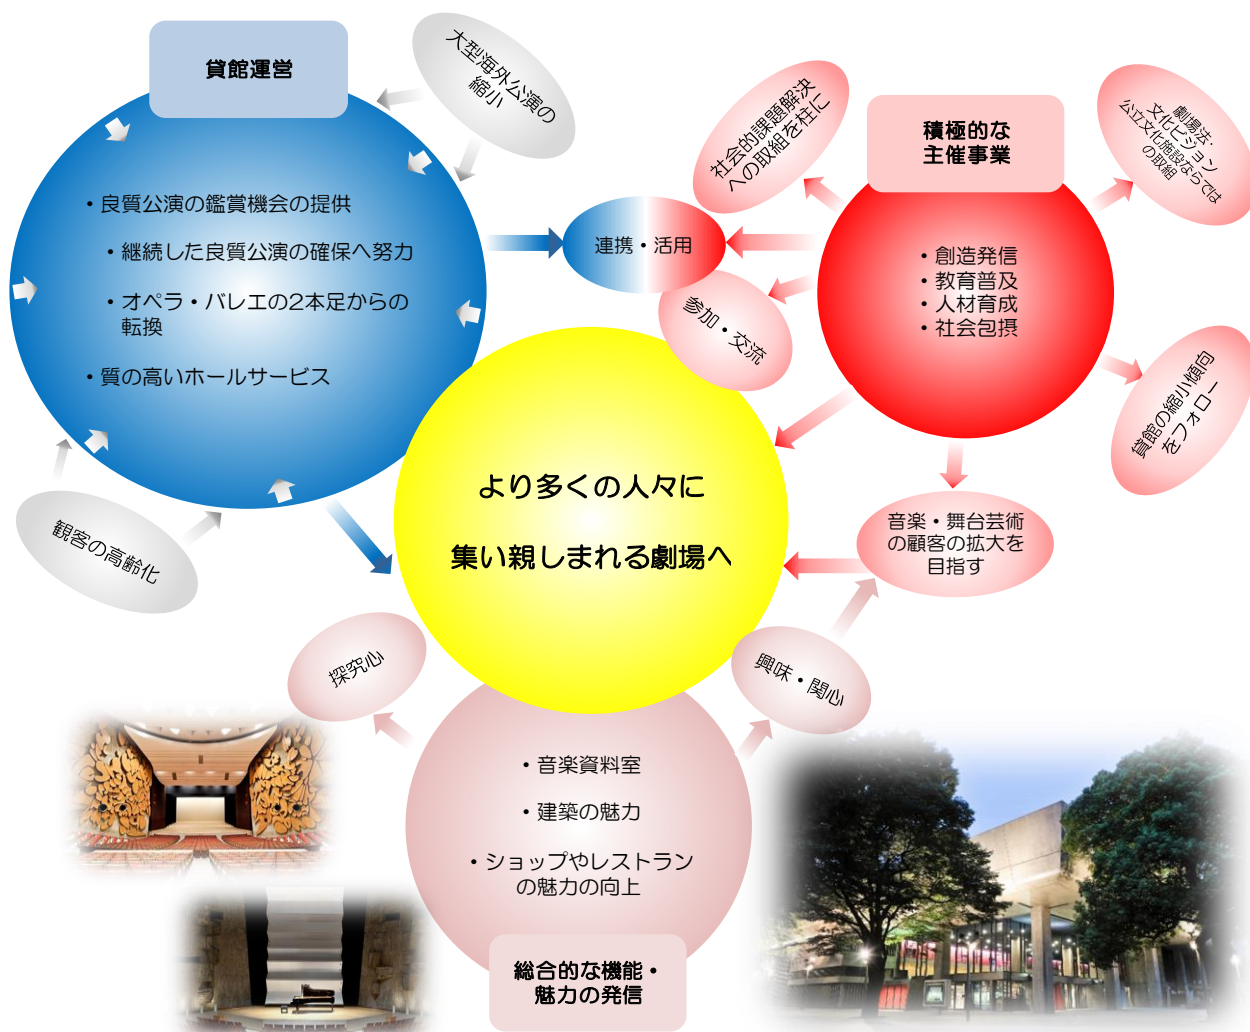 貸館運営
大型海外公演の
縮小
・良質公演の鑑賞機会の提供
・継続した良質公演の確保へ努力
・オペラ・バレエの2本足からの
転換
・質の高いホールサービス
観客の高齢化
連携・活用
社会的課題解決
への取組を柱に
積極的な
主催事業
劇場法・
文化ビジョン
公立文化施設ならでは
の取組
・創造発信
・教育普及
・人材育成
・社会包摂
参加・交流
貸館の縮小傾向
をフォロー
より多くの人々に
集い親しまれる劇場へ
音楽・舞台芸術
の顧客の拡大を
目指す
探究心
興味・関心
・音楽資料室
・建築の魅力
・ショップやレストラン
の魅力の向上
総合的な機能・
魅力の発信